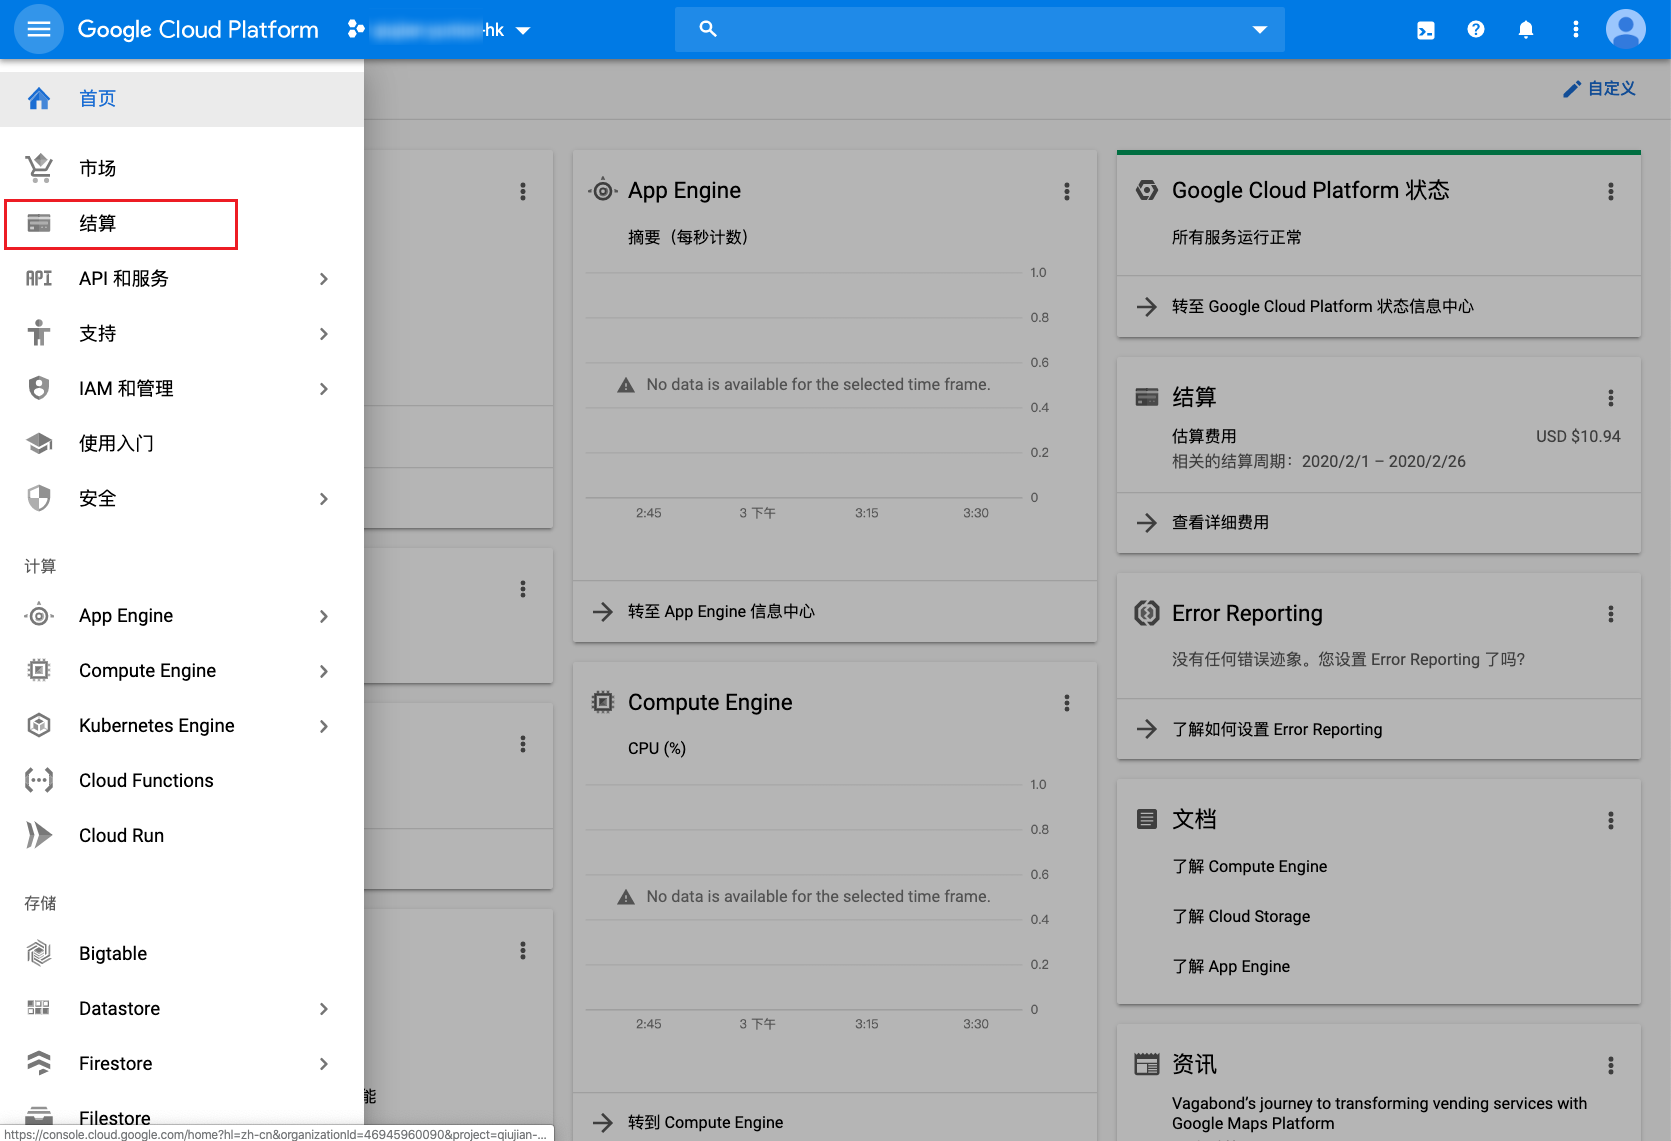 Google Cloud Platform
-hk
自定义
首页
市场
结算
API 和服务
支持
IAM 和管理
使用入门
安全
计算
App Engine
Compute Engine
Kubernetes Engine
Cloud Functions
Cloud Run
存储
Bigtable
Datastore
Firestore
Filestore
https://console.cloud.google.com/home?hl=zh-cn&organizationId=46945960090&project=qiujian-...
能
App Engine
摘要（每秒计数）
1.0
0.8
0.6
No data is available for the selected time frame.
0.4
0.2
0
2:45 3 下午 3:15 3:30
转至 App Engine 信息中心
Compute Engine
CPU (%)
1.0
0.8
0.6
No data is available for the selected time frame.
0.4
0.2
0
2:45 3 下午 3:15 3:30
转到 Compute Engine
Google Cloud Platform 状态
所有服务运行正常
转至 Google Cloud Platform 状态信息中心
结算
估算费用 USD $10.94
相关的结算周期：2020/2/1 – 2020/2/26
查看详细费用
Error Reporting
没有任何错误迹象。您设置 Error Reporting 了吗?
了解如何设置 Error Reporting
文档
了解 Compute Engine
了解 Cloud Storage
了解 App Engine
资讯
Vagabond’s journey to transforming vending services with
Google Maps Platform